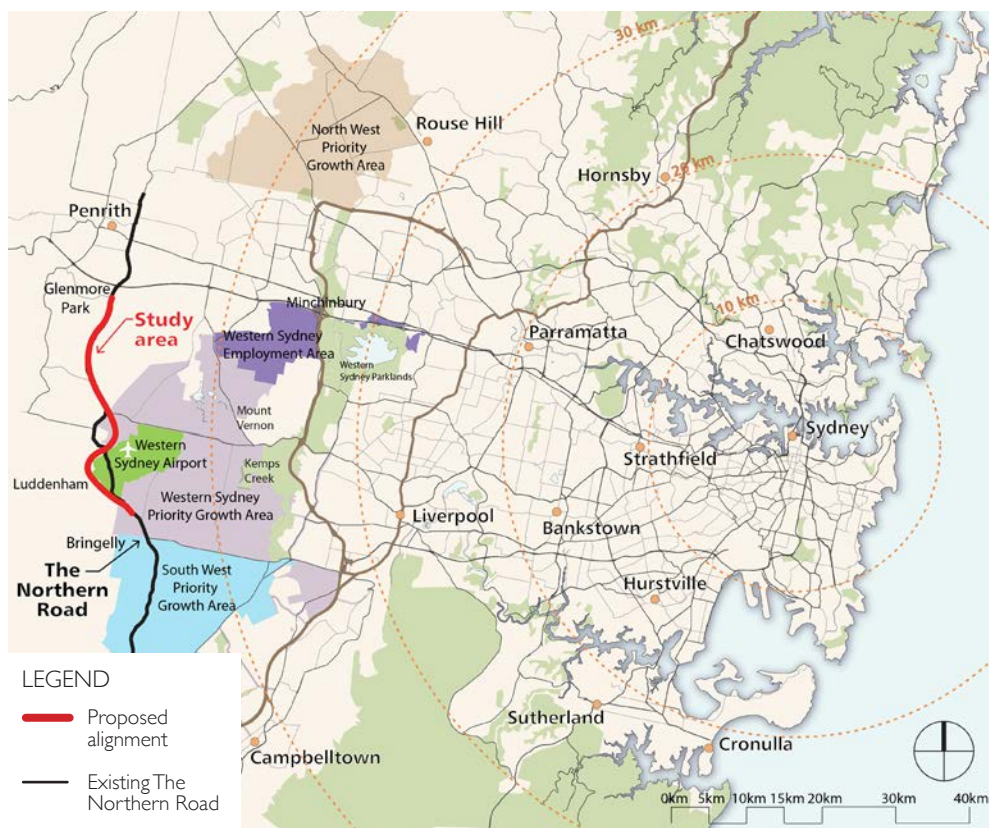 30 km
North West
Priority
Growth Area
Rouse Hill
Hornsby
20 km
Penrith
Glenmore
Park
Study
area
Minchinbury
10 km
Western Sydney
Employment Area
Western
Sydney Parklands
Parramatta
Chatswood
Mount
Vernon
Western
Sydney Airport
Kemps
Creek
Sydney
Strathfield
Luddenham
Western Sydney
Priority Growth Area
Liverpool
Bankstown
Bringelly
The
Northern
Road
South West
Priority
Growth Area
Hurstville
LEGEND
Proposed
alignment
Existing The
Northern Road
Sutherland
Cronulla
Campbelltown
0km 5km 10km 15km 20km 30km 40km